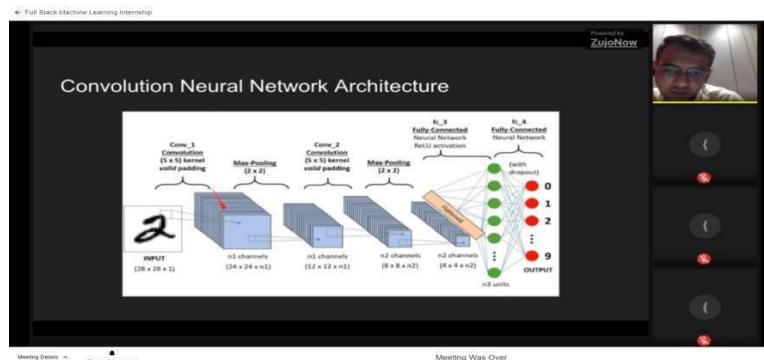 ← Full Stack Machine Learning Internship
Powered by
ZujoNow
Convolution Neural Network Architecture
Conv_1
Convolution
(5 x 5) kernel
valid padding
Max-Pooling
(2 x 2)
Conv_2
Convolution
(5 x 5) kernel
valid padding
Max-Pooling
(2 x 2)
fc_3
Fully-Connected
Neural Network
ReLU activation
fc_4
Fully-Connected
Neural Network
(with
dropout)
2
INPUT
(28 x 28 x 1)
n1 channels
(24 x 24 x n1)
n1 channels
(12 x 12 x n1)
n2 channels
(8 x 8 x n2)
n2 channels
(4 x 4 x n2)
Flattened
n3 units
0
1
2
9
OUTPUT
Meeting Details
Meeting Was Over